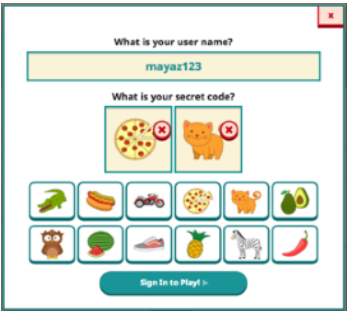 x
What is your user name?
mayaz123
What is your secret code?
x
x
Sign In to Play!